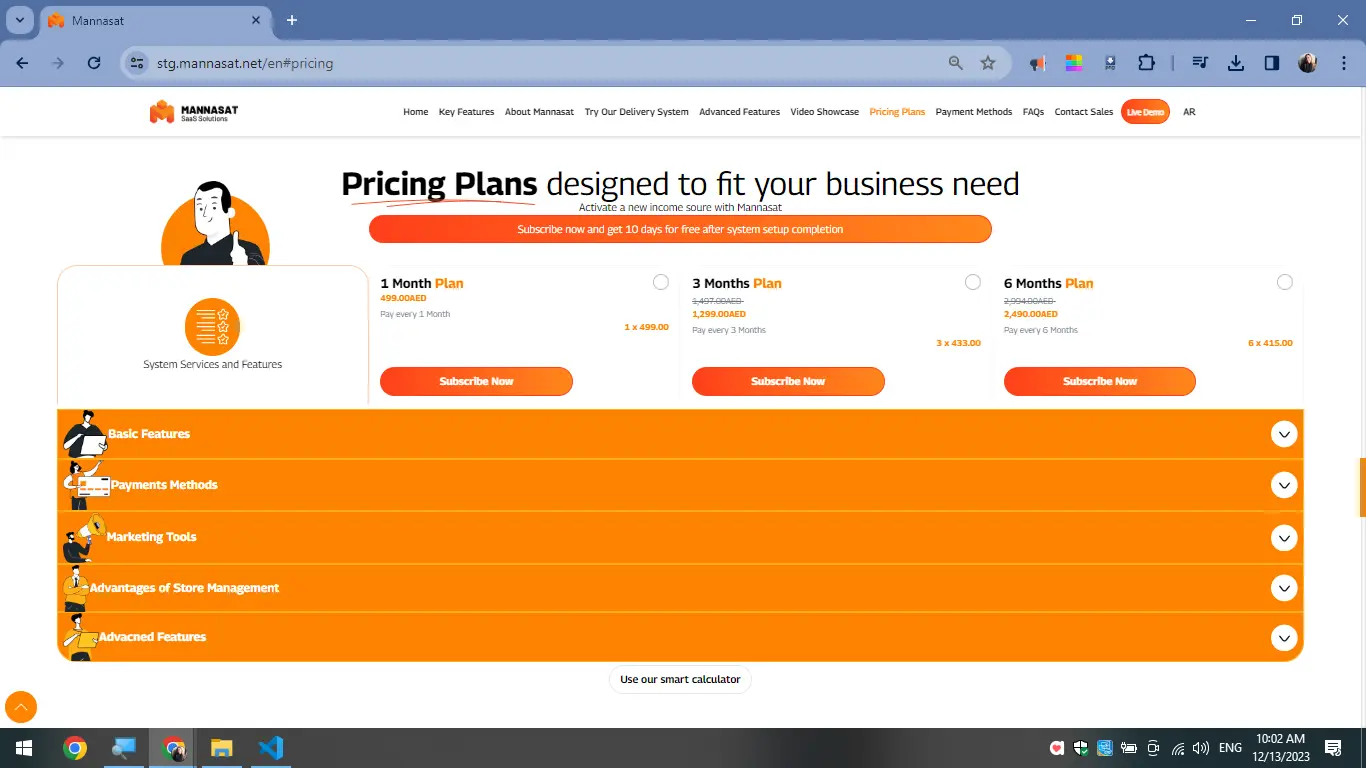 Mannasat
stg.mannasat.net/en#pricing
MANNASAT
SaaS Solutions
Home Key Features About Mannasat Try Our Delivery System Advanced Features Video Showcase Pricing Plans Payment Methods FAQs Contact Sales Live Demo AR
Pricing Plans designed to fit your business need
Activate a new income soure with Mannasat
Subscribe now and get 10 days for free after system setup completion
System Services and Features
1 Month Plan
499.00AED
Pay every 1 Month
1 x 499.00
Subscribe Now
3 Months Plan
1,497.00AED
1,299.00AED
Pay every 3 Months
3 x 433.00
Subscribe Now
6 Months Plan
2,994.00AED
2,490.00AED
Pay every 6 Months
6 x 415.00
Subscribe Now
Basic Features
Payments Methods
Marketing Tools
Advantages of Store Management
Advacned Features
Use our smart calculator
ENG
10:02 AM
12/13/2023